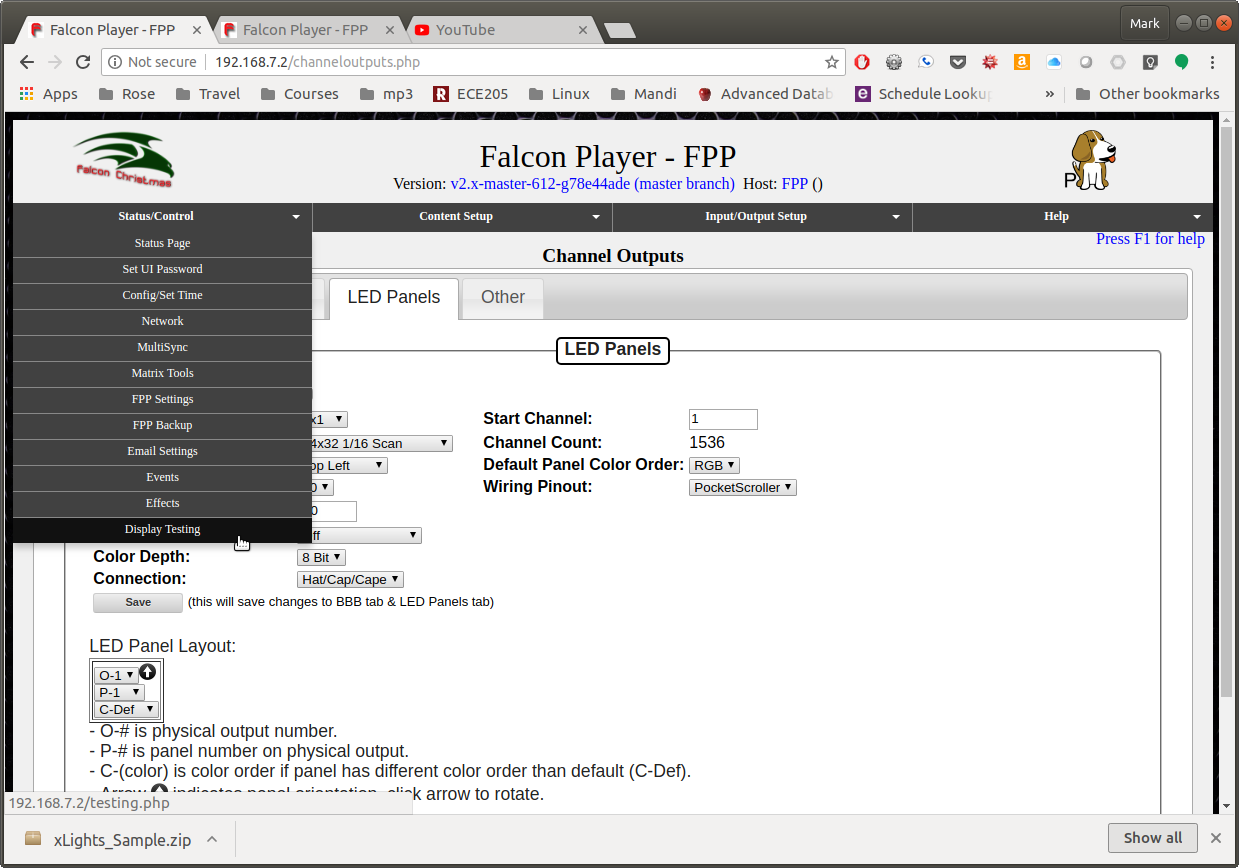 Mark
Falcon Player - FPP
Falcon Player - FPP
YouTube
Not secure
192.168.7.2/channeloutputs.php
Apps
Rose
Travel
Courses
mp3
ECE205
Linux
Mandi
Advanced Datab
Schedule Looku
»
Other bookmarks
Falcon Christmas
Falcon Player - FPP
Version: v2.x-master-612-g78e44ade (master branch) Host: FPP ()
P
Status/Control
Content Setup
Input/Output Setup
Help
Press F1 for help
Status Page
Set UI Password
Config/Set Time
Network
MultiSync
Matrix Tools
FPP Settings
FPP Backup
Email Settings
Events
Effects
Display Testing
Channel Outputs
LED Panels
Other
LED Panels
x1
Start Channel:
1
4x32 1/16 Scan
Channel Count:
1536
op Left
Default Panel Color Order:
RGB
0
Wiring Pinout:
PocketScroller
0
ff
Color Depth:
8 Bit
Connection:
Hat/Cap/Cape
Save
(this will save changes to BBB tab & LED Panels tab)
LED Panel Layout:
O-1
P-1
C-Def
- O-# is physical output number.
- P-# is panel number on physical output.
- C-(color) is color order if panel has different color order than default (C-Def).
- Arrow indicates panel orientation, click arrow to rotate.
192.168.7.2/testing.php
xLights_Sample.zip
Show all